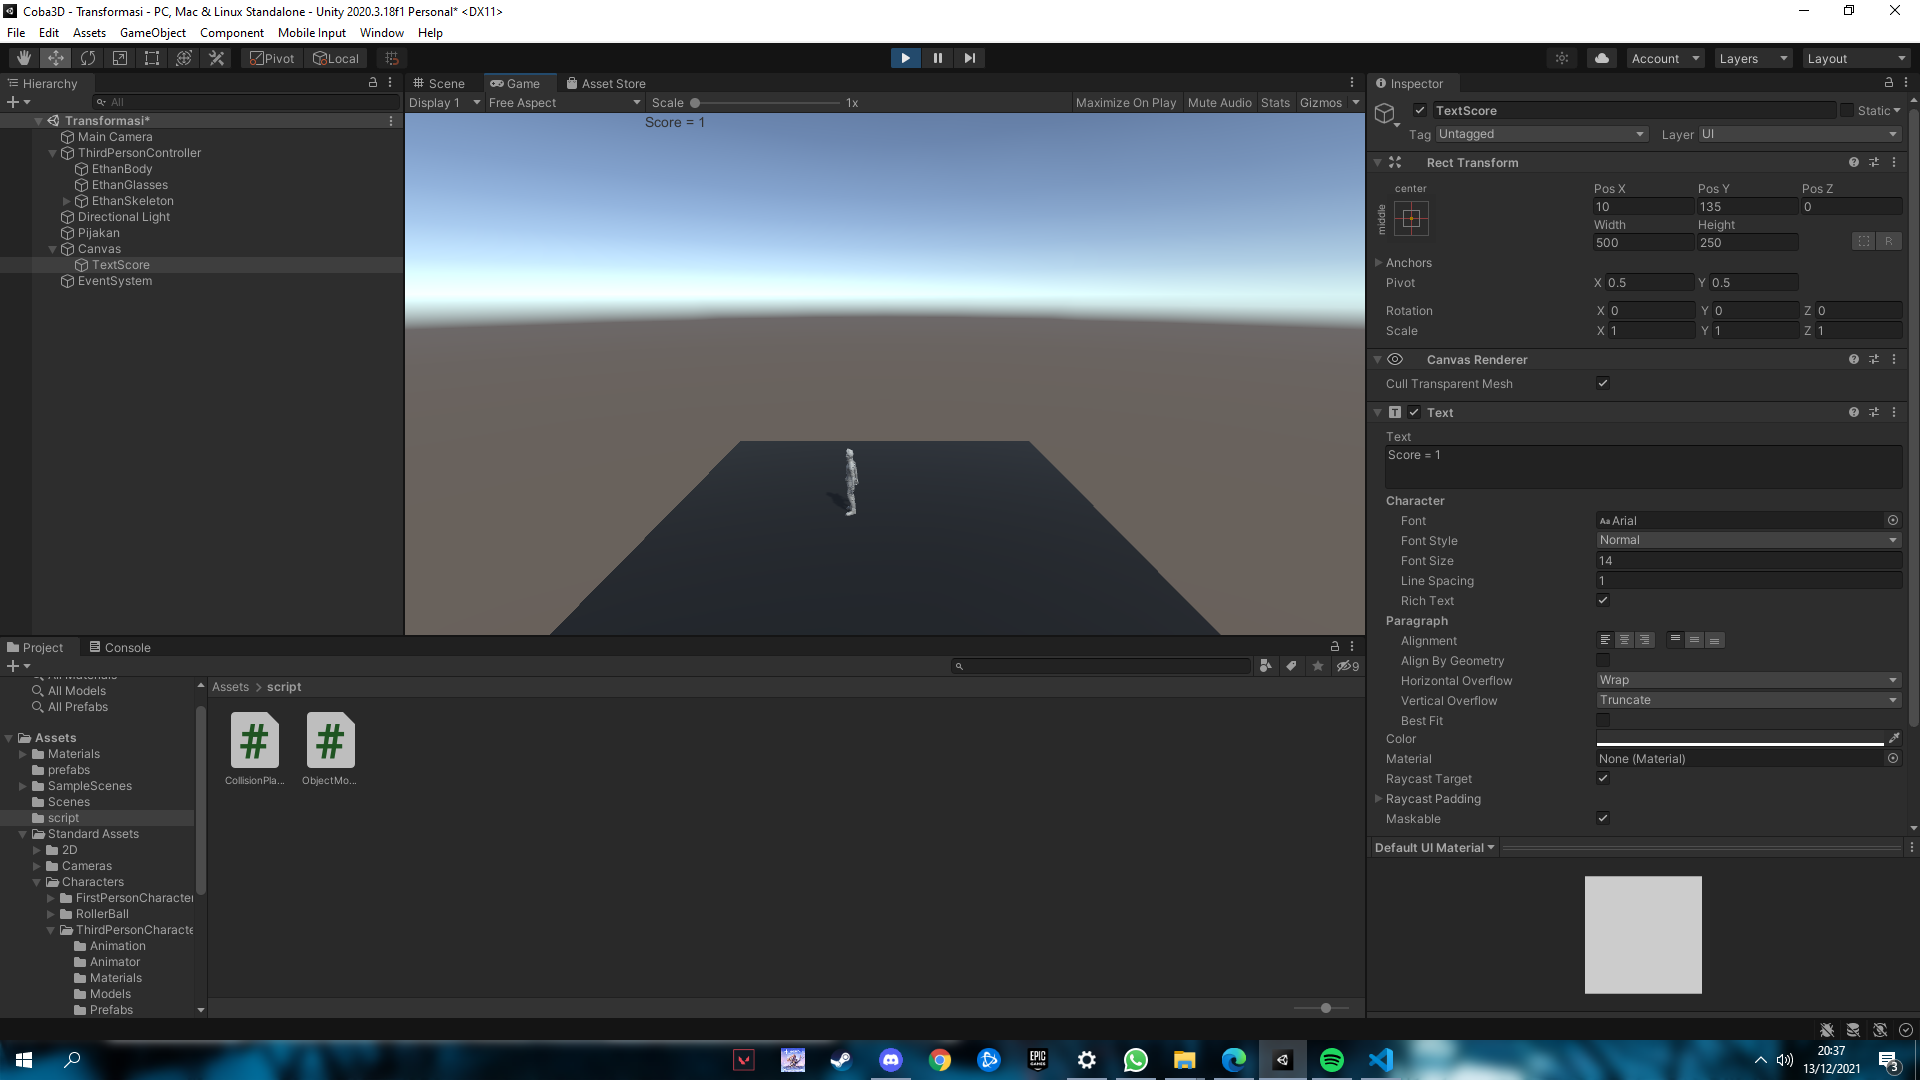 Coba3D - Transformasi - PC, Mac & Linux Standalone - Unity 2020.3.18f1 Personal* <DX11>
File Edit Assets GameObject Component Mobile Input Window Help
Pivot Local Account Layers Layout
Hierarchy
All
Transformasi*
Main Camera
ThirdPersonController
EthanBody
EthanGlasses
EthanSkeleton
Directional Light
Pijakan
Canvas
TextScore
EventSystem
Scene Game Asset Store
Display 1 Free Aspect Scale 1x Maximize On Play Mute Audio Stats Gizmos
Score = 1
Inspector
TextScore Static
Tag Untagged Layer UI
Rect Transform
center
middle
Pos X Pos Y Pos Z
10 135 0
Width Height
500 250
R
Anchors
Pivot X 0.5 Y 0.5
Rotation X 0 Y 0 Z 0
Scale X 1 Y 1 Z 1
Canvas Renderer
Cull Transparent Mesh
Text
Text
Score = 1
Character
Font Arial
Font Style Normal
Font Size 14
Line Spacing 1
Rich Text
Paragraph
Alignment
Align By Geometry
Horizontal Overflow Wrap
Vertical Overflow Truncate
Best Fit
Color
Material None (Material)
Raycast Target
Raycast Padding
Maskable
Default UI Material
Project Console
9
All Materials
All Models
All Prefabs
Assets
Materials
prefabs
SampleScenes
Scenes
script
Standard Assets
2D
Cameras
Characters
FirstPersonCharacter
RollerBall
ThirdPersonCharacte
Animation
Animator
Materials
Models
Prefabs
Assets > script
CollisionPla...
ObjectMo...
EPIC GAMES
20:37
13/12/2021
3